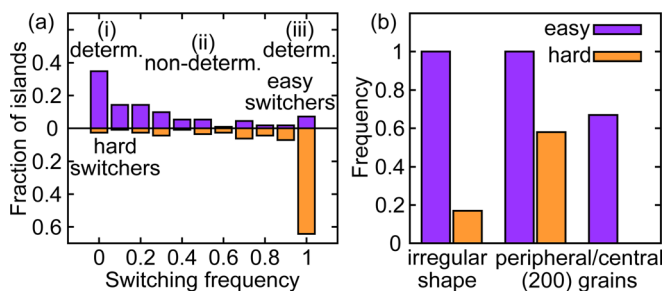 (a)
(i)
determ.
(ii)
non-determ.
(iii)
determ.
easy
switchers
hard
switchers
Fraction of islands
0.4
0.2
0
0.2
0.4
0.6
0 0.2 0.4 0.6 0.8 1
Switching frequency
(b)
easy
hard
Frequency
1
0.8
0.6
0.4
0.2
0
irregular
shape
peripheral/central
(200) grains